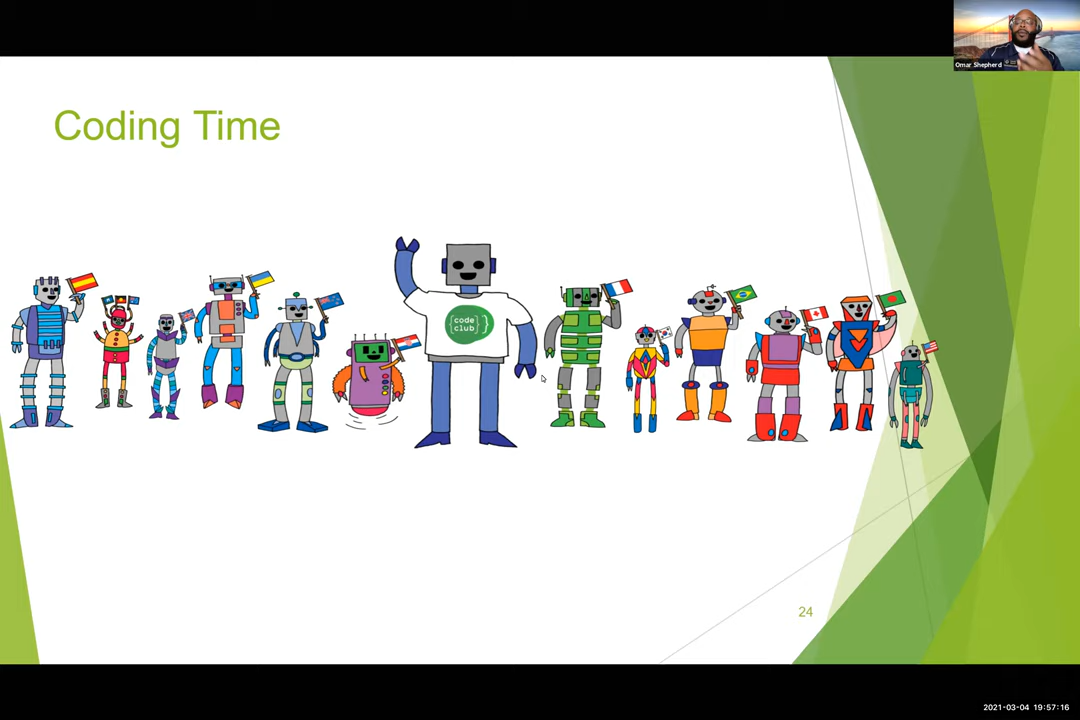 Omar Shepherd
Coding Time
{code}
club}
24
2021-03-04 19:57:16